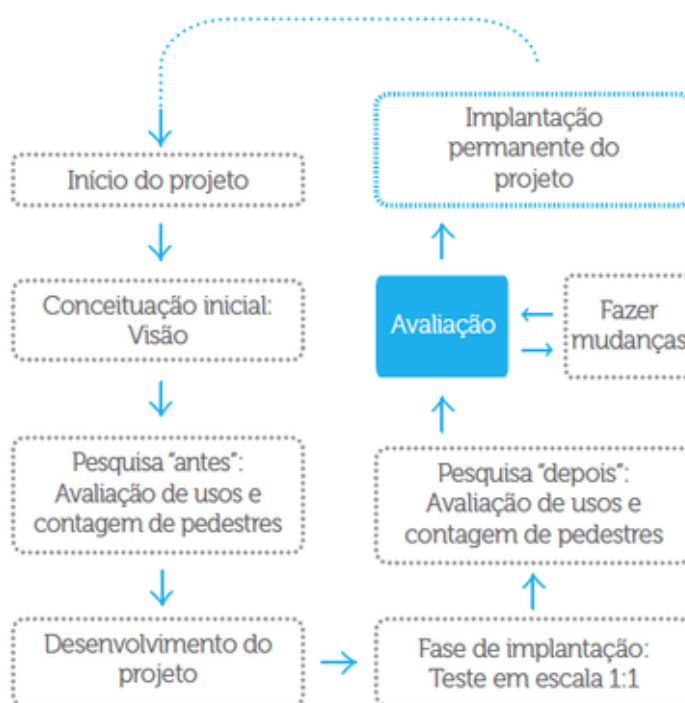 Início do projeto
Conceituação inicial:
Visão
Pesquisa “antes”:
Avaliação de usos e
contagem de pedestres
Desenvolvimento do
projeto
Fase de implantação:
Teste em escala 1:1
Pesquisa “depois”:
Avaliação de usos e
contagem de pedestres
Avaliação
Fazer
mudanças
Implantação
permanente do
projeto